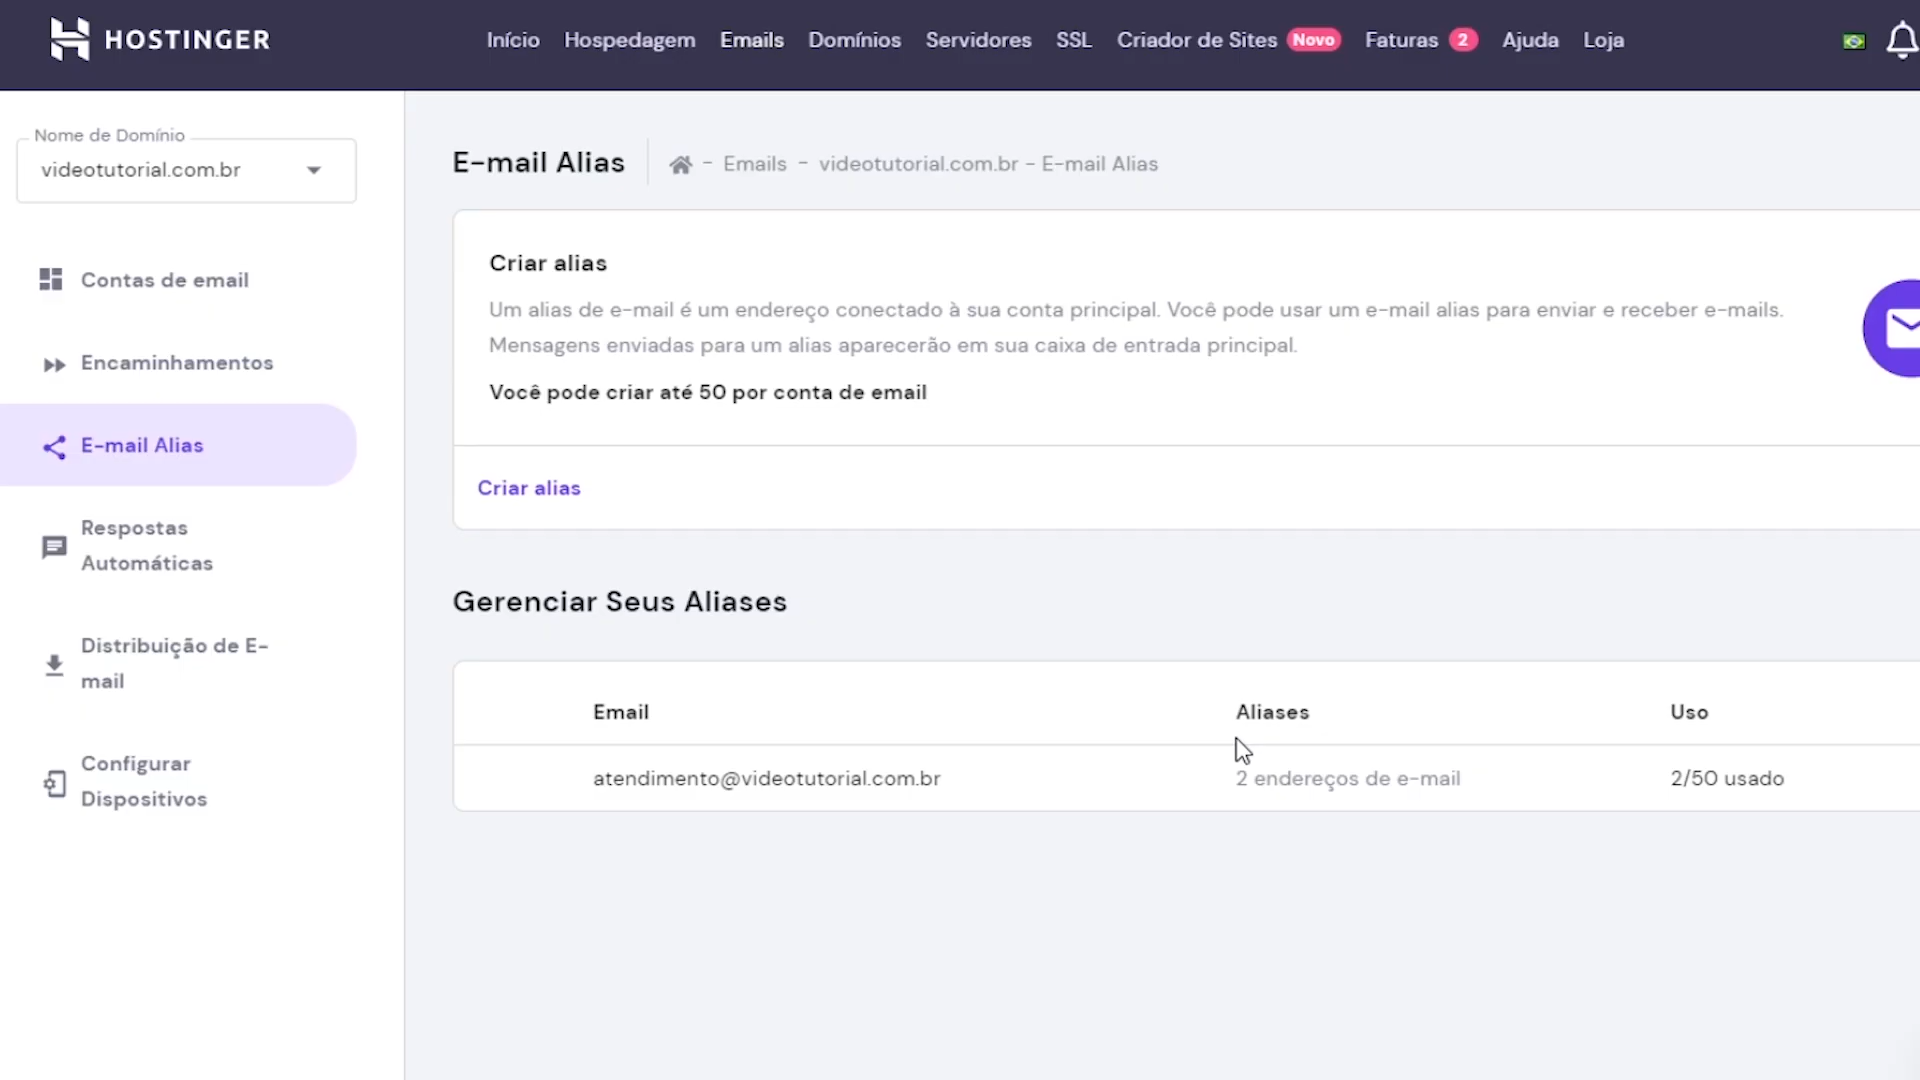 HOSTINGER
Início Hospedagem Emails Domínios Servidores SSL Criador de Sites Novo Faturas 2 Ajuda Loja
Nome de Domínio
videotutorial.com.br
Contas de email
Encaminhamentos
E-mail Alias
Respostas
Automáticas
Distribuição de E-
mail
Configurar
Dispositivos
E-mail Alias - Emails - videotutorial.com.br - E-mail Alias
Criar alias
Um alias de e-mail é um endereço conectado à sua conta principal. Você pode usar um e-mail alias para enviar e receber e-mails.
Mensagens enviadas para um alias aparecerão em sua caixa de entrada principal.
Você pode criar até 50 por conta de email
Criar alias
Gerenciar Seus Aliases
Email Aliases Uso
atendimento@videotutorial.com.br 2 endereços de e-mail 2/50 usado